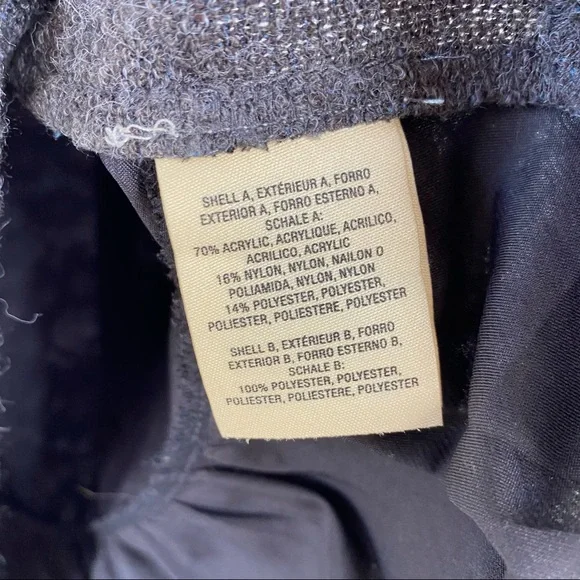 SHELL A, EXTÉRIEUR A, FORRO
EXTERIOR A, FORRO ESTERNO A,
SCHALE A:
70% ACRYLIC, ACRYLIQUE, ACRILICO,
ACRILICO, ACRYLIC
16% NYLON, NYLON, NAILON O
POLIAMIDA, NYLON, NYLON
14% POLYESTER, POLYESTER,
POLIESTER, POLIESTERE, POLYESTER
SHELL B, EXTÉRIEUR B, FORRO
EXTERIOR B, FORRO ESTERNO B,
SCHALE B:
100% POLYESTER, POLYESTER,
POLIESTER, POLIESTERE, POLYESTER